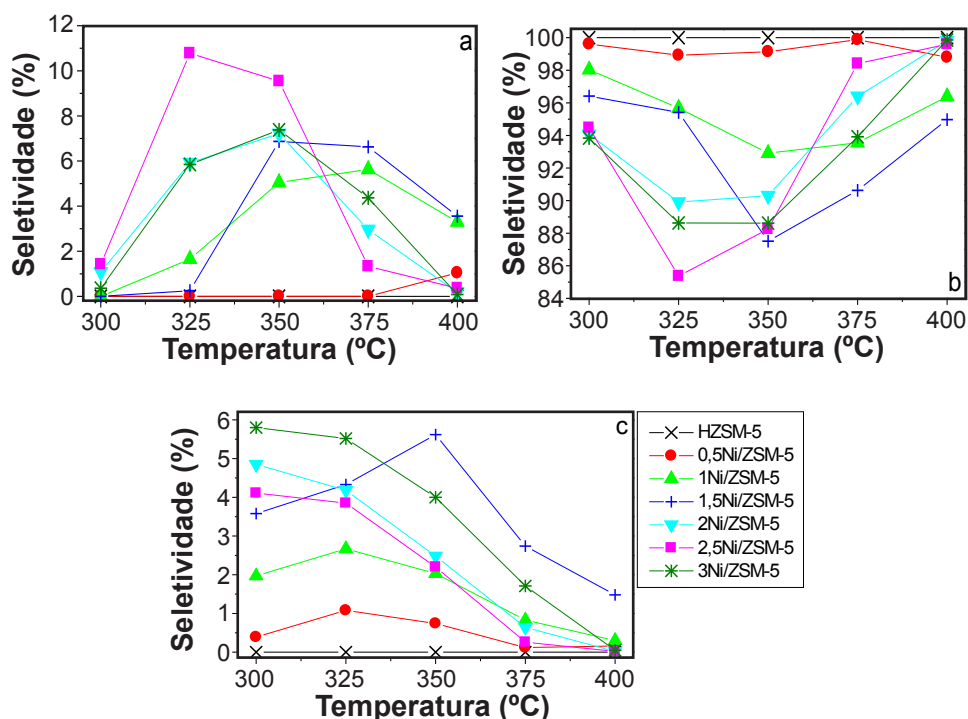 a
Seletividade (%)
12
10
8
6
4
2
0
300 325 350 375 400
Temperatura (ºC)
b
Seletividade (%)
100
98
96
94
92
90
88
86
84
300 325 350 375 400
Temperatura (ºC)
c
Seletividade (%)
6
5
4
3
2
1
0
300 325 350 375 400
Temperatura (ºC)
HZSM-5
0,5Ni/ZSM-5
1Ni/ZSM-5
1,5Ni/ZSM-5
2Ni/ZSM-5
2,5Ni/ZSM-5
3Ni/ZSM-5